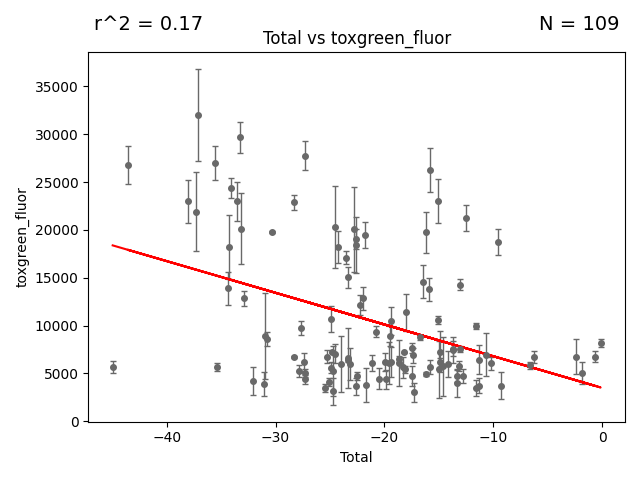 r^2 = 0.17
N = 109
Total vs toxgreen_fluor
35000
30000
25000
20000
15000
10000
5000
0
toxgreen_fluor
−40
−30
−20
−10
0
Total